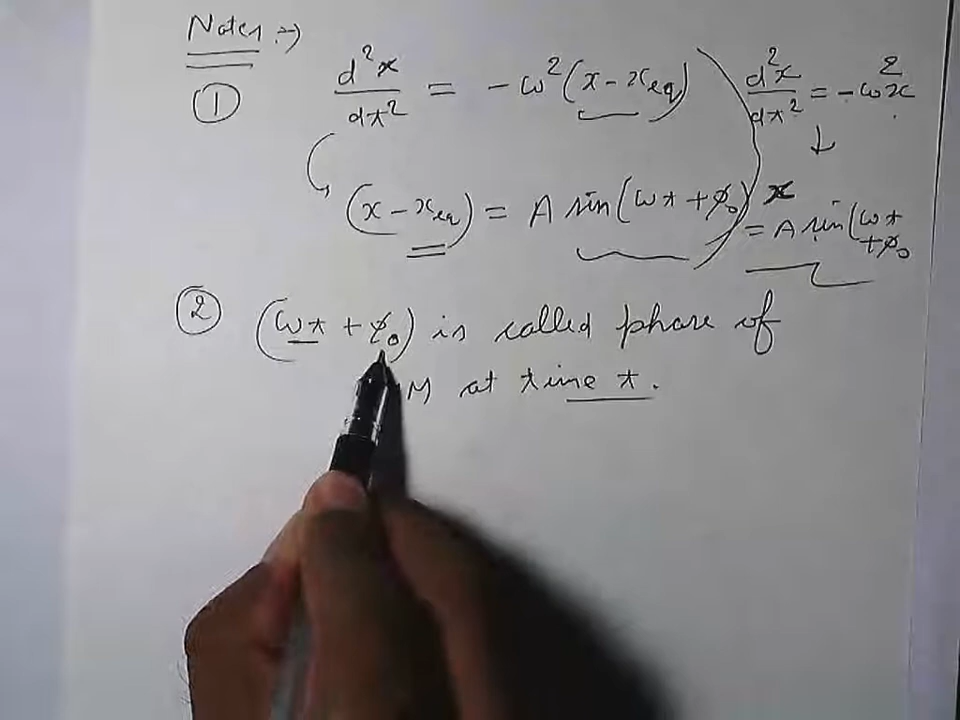 Notes :-)
① d²x/dt² = -ω²(x - x_eq)
(x - x_eq) = A sin(ωt + φ₀)
d²x/dt² = -ω²x
↓
x = A sin(ωt + φ₀
② (ωt + φ₀) is called phase of
M at time t.